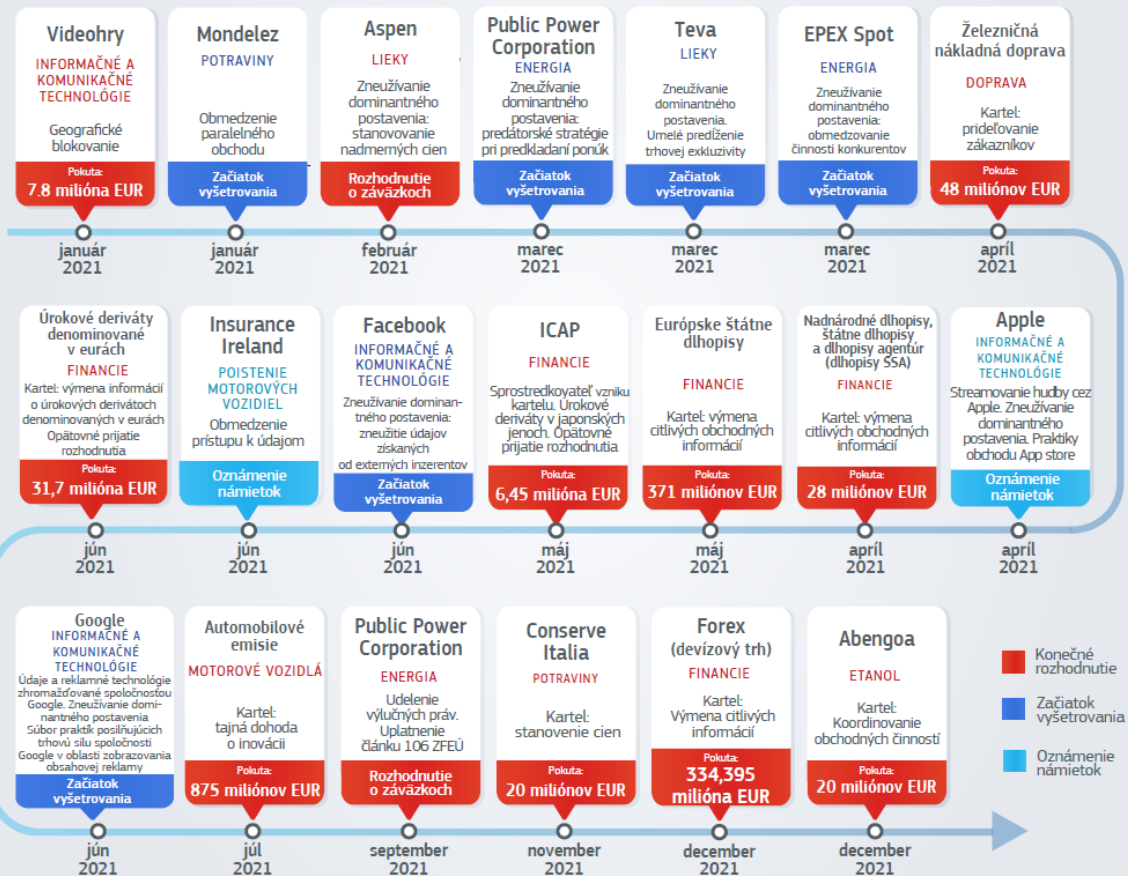 Videohry
INFORMAČNÉ A
KOMUNIKAČNÉ
TECHNOLÓGIE
Geografické
blokovanie
Pokuta:
7.8 milióna EUR
január
2021
Mondelez
POTRAVINY
Obmedzenie
paralelného
obchodu
Začiatok
vyšetrovania
január
2021
Aspen
LIEKY
Zneužívanie
dominantného
postavenia:
stanovovanie
nadmerných cien
Rozhodnutie
o záväzkoch
február
2021
Public Power
Corporation
ENERGIA
Zneužívanie
dominantného
postavenia:
predátorské stratégie
pri predkladaní ponúk
Začiatok
vyšetrovania
marec
2021
Teva
LIEKY
Zneužívanie
dominantného
postavenia.
Umelé predĺženie
trhovej exkluzivity
Začiatok
vyšetrovania
marec
2021
EPEX Spot
ENERGIA
Zneužívanie
dominantného
postavenia:
obmedzovanie
činnosti konkurentov
Začiatok
vyšetrovania
marec
2021
Železničná
nákladná doprava
DOPRAVA
Kartel:
prideľovanie
zákazníkov
Pokuta:
48 miliónov EUR
apríl
2021
Úrokové deriváty
denominované
v eurách
FINANCIE
Kartel: výmena informácií
o úrokových derivátoch
denominovaných v eurách
Opätovné prijatie
rozhodnutia
Pokuta:
31,7 milióna EUR
jún
2021
Insurance
Ireland
POISTENIE
MOTOROVÝCH
VOZIDIEL
Obmedzenie
prístupu k údajom
Oznámenie
námietok
jún
2021
Facebook
INFORMAČNÉ A
KOMUNIKAČNÉ
TECHNOLÓGIE
Zneužívanie dominan-
tného postavenia:
zneužitie údajov
získaných
od externých inzerentov
Začiatok
vyšetrovania
jún
2021
ICAP
FINANCIE
Sprostredkovateľ vzniku
kartelu. Úrokové
deriváty v japonských
jenoch. Opätovné
prijatie rozhodnutia
Pokuta:
6,45 milióna EUR
máj
2021
Európske štátne
dlhopisy
FINANCIE
Kartel: výmena
citlivých obchodných
informácií
Pokuta:
371 miliónov EUR
máj
2021
Nadnárodné dlhopisy,
štátne dlhopisy
a dlhopisy agentúr
(dlhopisy SSA)
FINANCIE
Kartel: výmena
citlivých obchodných
informácií
Pokuta:
28 miliónov EUR
apríl
2021
Apple
INFORMAČNÉ A
KOMUNIKAČNÉ
TECHNOLÓGIE
Streamovanie hudby cez
Apple. Zneužívanie
dominantného
postavenia. Praktiky
obchodu App store
Oznámenie
námietok
apríl
2021
Google
INFORMAČNÉ A
KOMUNIKAČNÉ
TECHNOLÓGIE
Údaje a reklamné technológie
zhromažďované spoločnosťou
Google. Zneužívanie domi-
nantného postavenia
Súbor praktík posilňujúcich
trhovú silu spoločnosti
Google v oblasti zobrazovania
obsahovej reklamy
Začiatok
vyšetrovania
jún
2021
Automobilové
emisie
MOTOROVÉ VOZIDLÁ
Kartel:
tajná dohoda
o inovácii
Pokuta:
875 miliónov EUR
júl
2021
Public Power
Corporation
ENERGIA
Udelenie
výlučných práv.
Uplatnenie
článku 106 ZFEÚ
Rozhodnutie
o záväzkoch
september
2021
Conserve
Italia
POTRAVINY
Kartel:
stanovenie cien
Pokuta:
20 miliónov EUR
november
2021
Forex
(devízový trh)
FINANCIE
Kartel:
Výmena citlivých
informácií
Pokuta:
334,395
milióna EUR
december
2021
Abengoa
ETANOL
Kartel:
Koordinovanie
obchodných činností
Pokuta:
20 miliónov EUR
december
2021
Konečné
rozhodnutie
Začiatok
vyšetrovania
Oznámenie
námietok